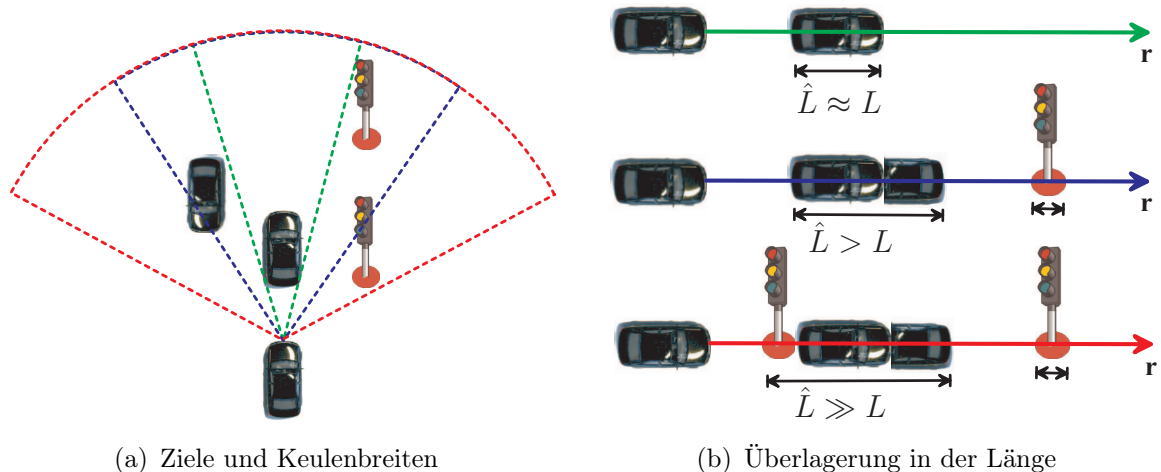 r
L̂ ≈ L
r
L̂ > L
r
L̂ ≫ L
(a) Ziele und Keulenbreiten
(b) Überlagerung in der Länge